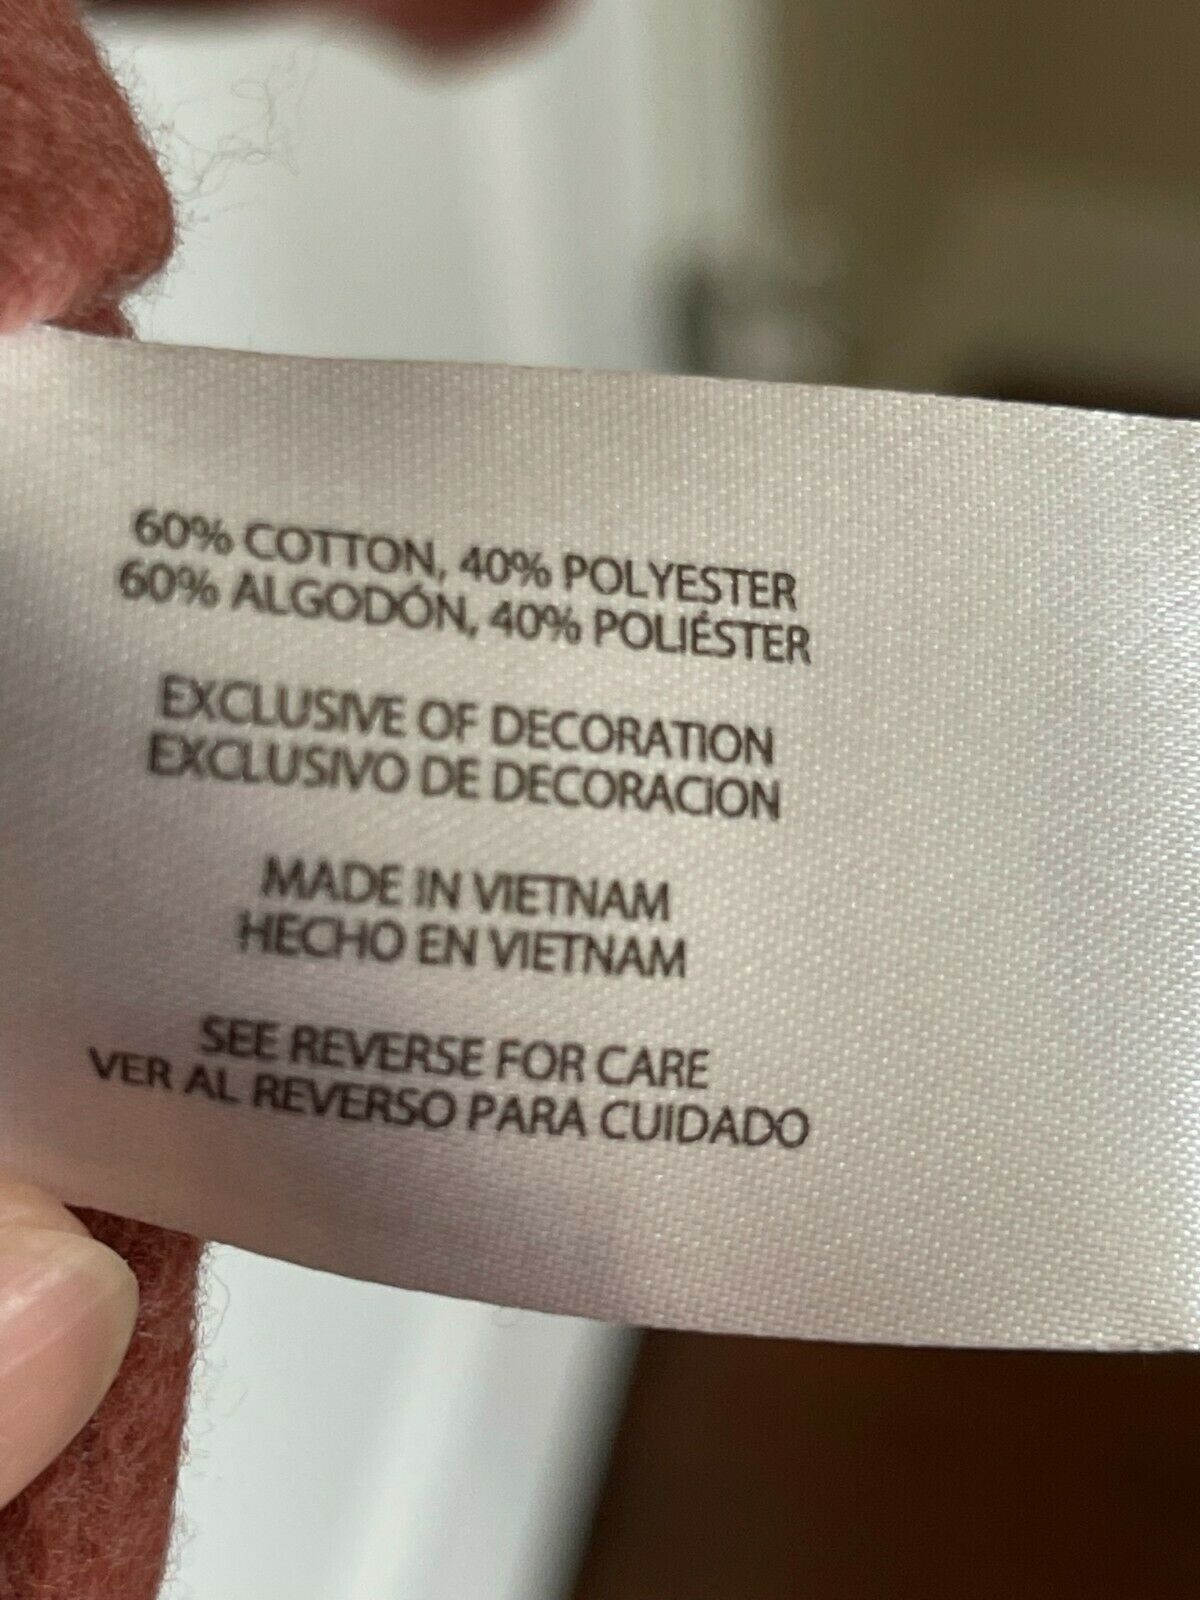 60% COTTON, 40% POLYESTER
60% ALGODÓN, 40% POLIÉSTER
EXCLUSIVE OF DECORATION
EXCLUSIVO DE DECORACION
MADE IN VIETNAM
HECHO EN VIETNAM
SEE REVERSE FOR CARE
VER AL REVERSO PARA CUIDADO